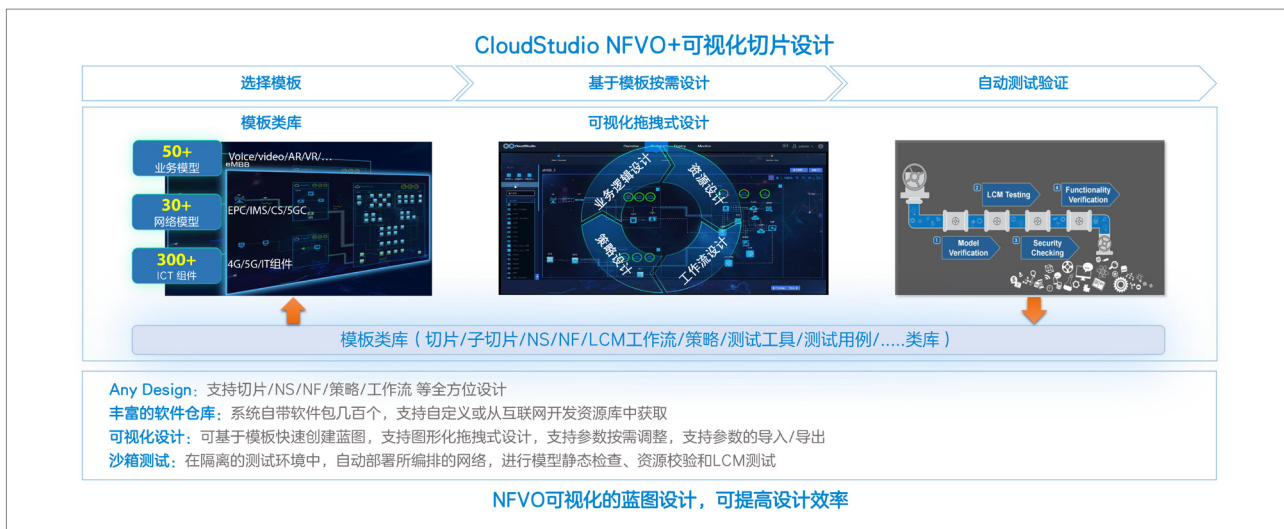 CloudStudio NFVO+可视化切片设计
选择模板
基于模板按需设计
自动测试验证
模板类库
可视化拖拽式设计
50+
业务模型
Voice/video/AR/VR/...
eMBB
30+
网络模型
EPC/IMS/CS/5GC
300+
ICT 组件
4G/5G/IT组件
CloudStudio
业务逻辑设计
资源设计
策略设计
工作流设计
2 LCM Testing
4 Functionality Verification
1 Model Verification
3 Security Checking
模板类库（切片/子切片/NS/NF/LCM工作流/策略/测试工具/测试用例/.....类库）
Any Design：支持切片/NS/NF/策略/工作流 等全方位设计
丰富的软件仓库：系统自带软件包几百个，支持自定义或从互联网开发资源库中获取
可视化设计：可基于模板快速创建蓝图，支持图形化拖拽式设计，支持参数按需调整，支持参数的导入/导出
沙箱测试：在隔离的测试环境中，自动部署所编排的网络，进行模型静态检查、资源校验和LCM测试
NFVO可视化的蓝图设计，可提高设计效率